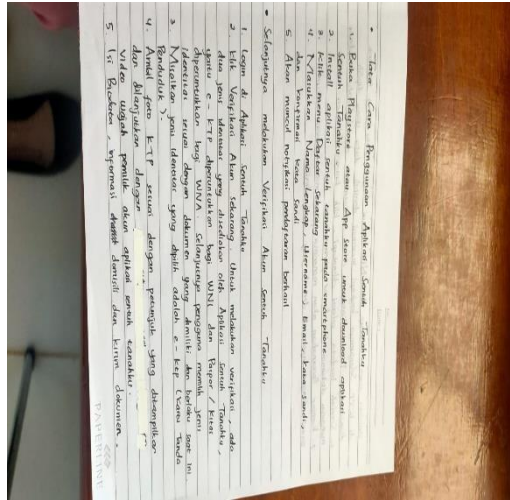 • Tata Cara Penggunaan Aplikasi Sentuh Tanahku
1. Buka Playstore atau App Store untuk download aplikasi
Sentuh Tanahku.
2. Install aplikasi sentuh tanahku pada smartphone
3. Klik menu Daftar sekarang
4. Masukkan Nama Lengkap, Username, Email, Kata Sandi,
dan konfirmasi kata sandi
5 Akan muncul notifikasi pendaftaran berhasil
• Selanjutnya melakukan Verifikasi Akun Sentuh Tanahku
1. Login di Aplikasi Sentuh Tanahku
2 Klik Verifikasi Akun sekarang. Untuk melakukan verifikasi, ada
dua jenis identitas yang disediakan oleh Aplikasi Sentuh Tanahku,
yaitu e-KTP diperuntukkan bagi WNI dan Paspor / Kitas
diperuntukkan bagi WNA. Selanjutnya pengguna memilih jenis
identitas sesuai dengan dokumen yang dimiliki dan berlaku saat ini
3 Misalkan jenis Identitas yang dipilih adalah e-KTP (Kartu Tanda
Penduduk).
4. Ambil foto KTP sesuai dengan petunjuk yang ditampilkan
dan dilanjutkan dengan
video wajah pemilik akun aplikasi sentuh tanahku.
5. Isi Biodata, informasi domisili dan kirim dokumen.
PAPERLINE